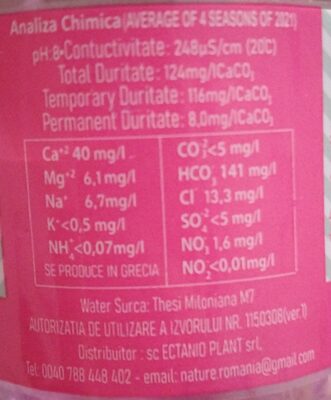 Analiza Chimica (AVERAGE OF 4 SEASONS OF 2021)
pH:8-Contuctivitate: 248µS/cm (20°C)
Total Duritate: 124mg/lCaCO₃
Temporary Duritate: 116mg/lCaCO₃
Permanent Duritate: 8,0mg/lCaCO₃
Ca⁺² 40 mg/l
Mg⁺² 6,1 mg/l
Na⁺ 6,7mg/l
K⁺<0,5 mg/l
NH₄⁺<0,07mg/l
SE PRODUCE IN GRECIA
CO₃⁻²<5 mg/l
HCO₃⁻ 141 mg/l
Cl⁻ 13,3 mg/l
SO₄⁻²<5 mg/l
NO₃⁻ 1,6 mg/l
NO₂⁻<0,01mg/l
Water Surca: Thesi Miloniana M7
AUTORIZATIA DE UTILIZARE A IZVORULUI NR. 1150308(ver.1)
Distribuitor : sc ECTANIO PLANT srl,
Tel: 0040 788 448 402 - email: nature.romania@gmail.com